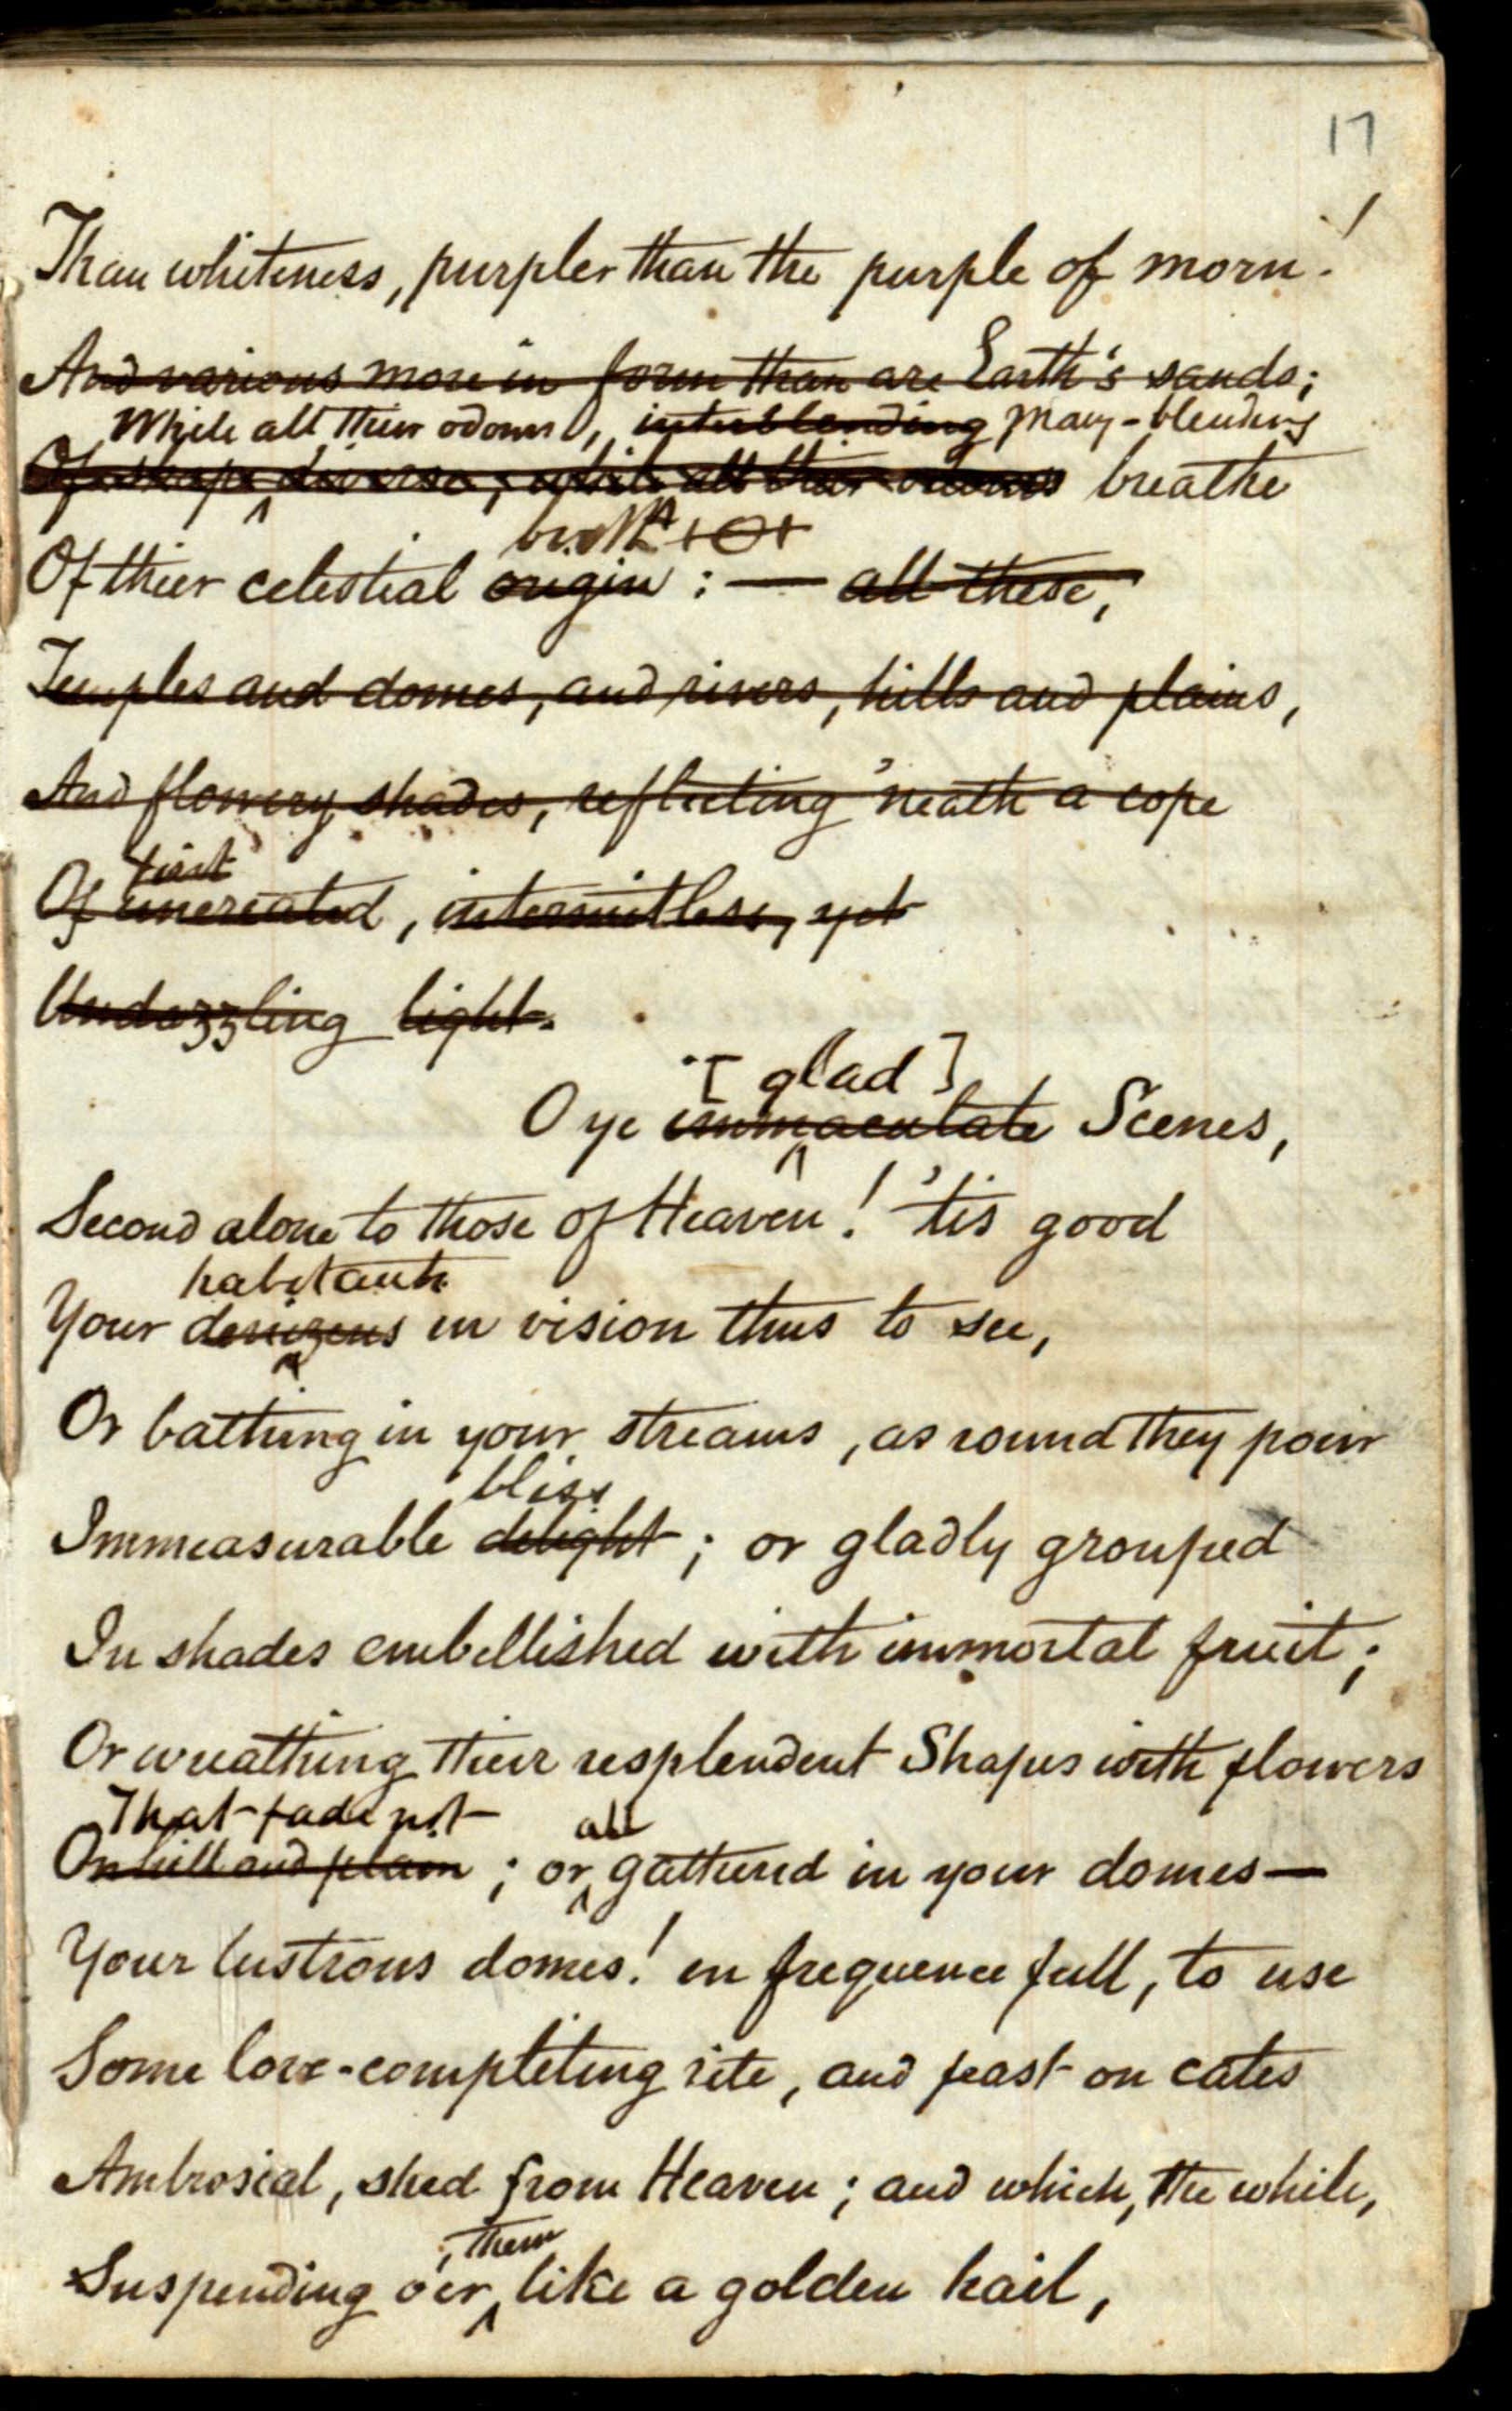 17
Than whiteness, purpler than the purple of morn!
And various more in form than are Earth's sands;
While all their odours, interblending many-blending
Of shape diverse; while all their odours breathe
birth
Of thier celestial origin : — all these,
Temples and domes, and rivers, hills and plains,
And flowery shades, reflecting 'neath a cope
first
Of uncreated, intermitless, yet
Undazzling light.
[ glad ]
O ye immaculate Scenes,
Second alone to those of Heaven! 'tis good
habitants
Your denizens in vision thus to see,
Or bathing in your streams, as round they pour
bliss
Immeasurable delight ; or gladly grouped
In shades embellished with immortal fruit ;
Or wreathing their resplendent Shapes with flowers
That fade not all
On hill and plain ; or gathered in your domes—
Your lustrous domes! in frequence full, to use
Some love-completing rite, and feast on cates
Ambrosial, shed from Heaven ; and which, the while,
, them
Suspending o'er, like a golden hail,